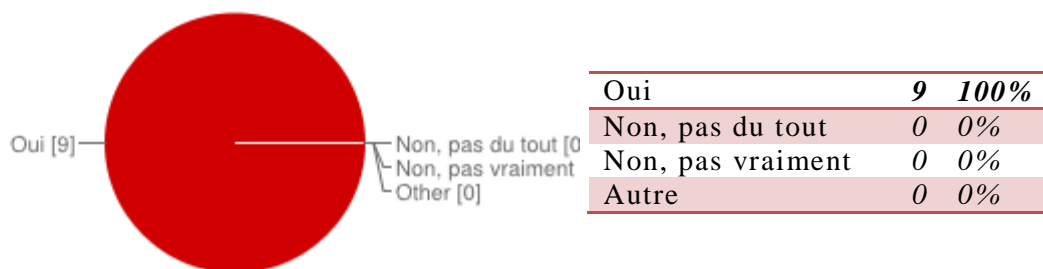 Oui [9]
Non, pas du tout [0
Non, pas vraiment
Other [0]
Oui 9 100%
Non, pas du tout 0 0%
Non, pas vraiment 0 0%
Autre 0 0%